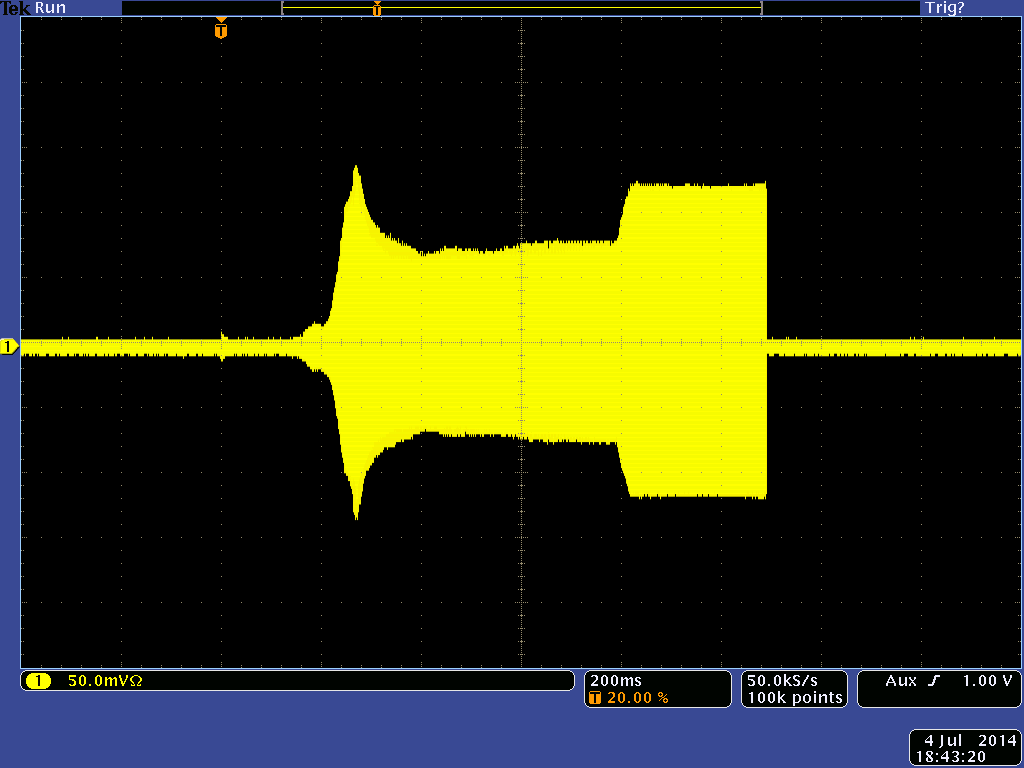 Tek Run Trig?
T
T
1
1 50.0mVΩ
200ms
T 20.00 %
50.0kS/s
100k points
Aux 1.00 V
4 Jul 2014
18:43:20